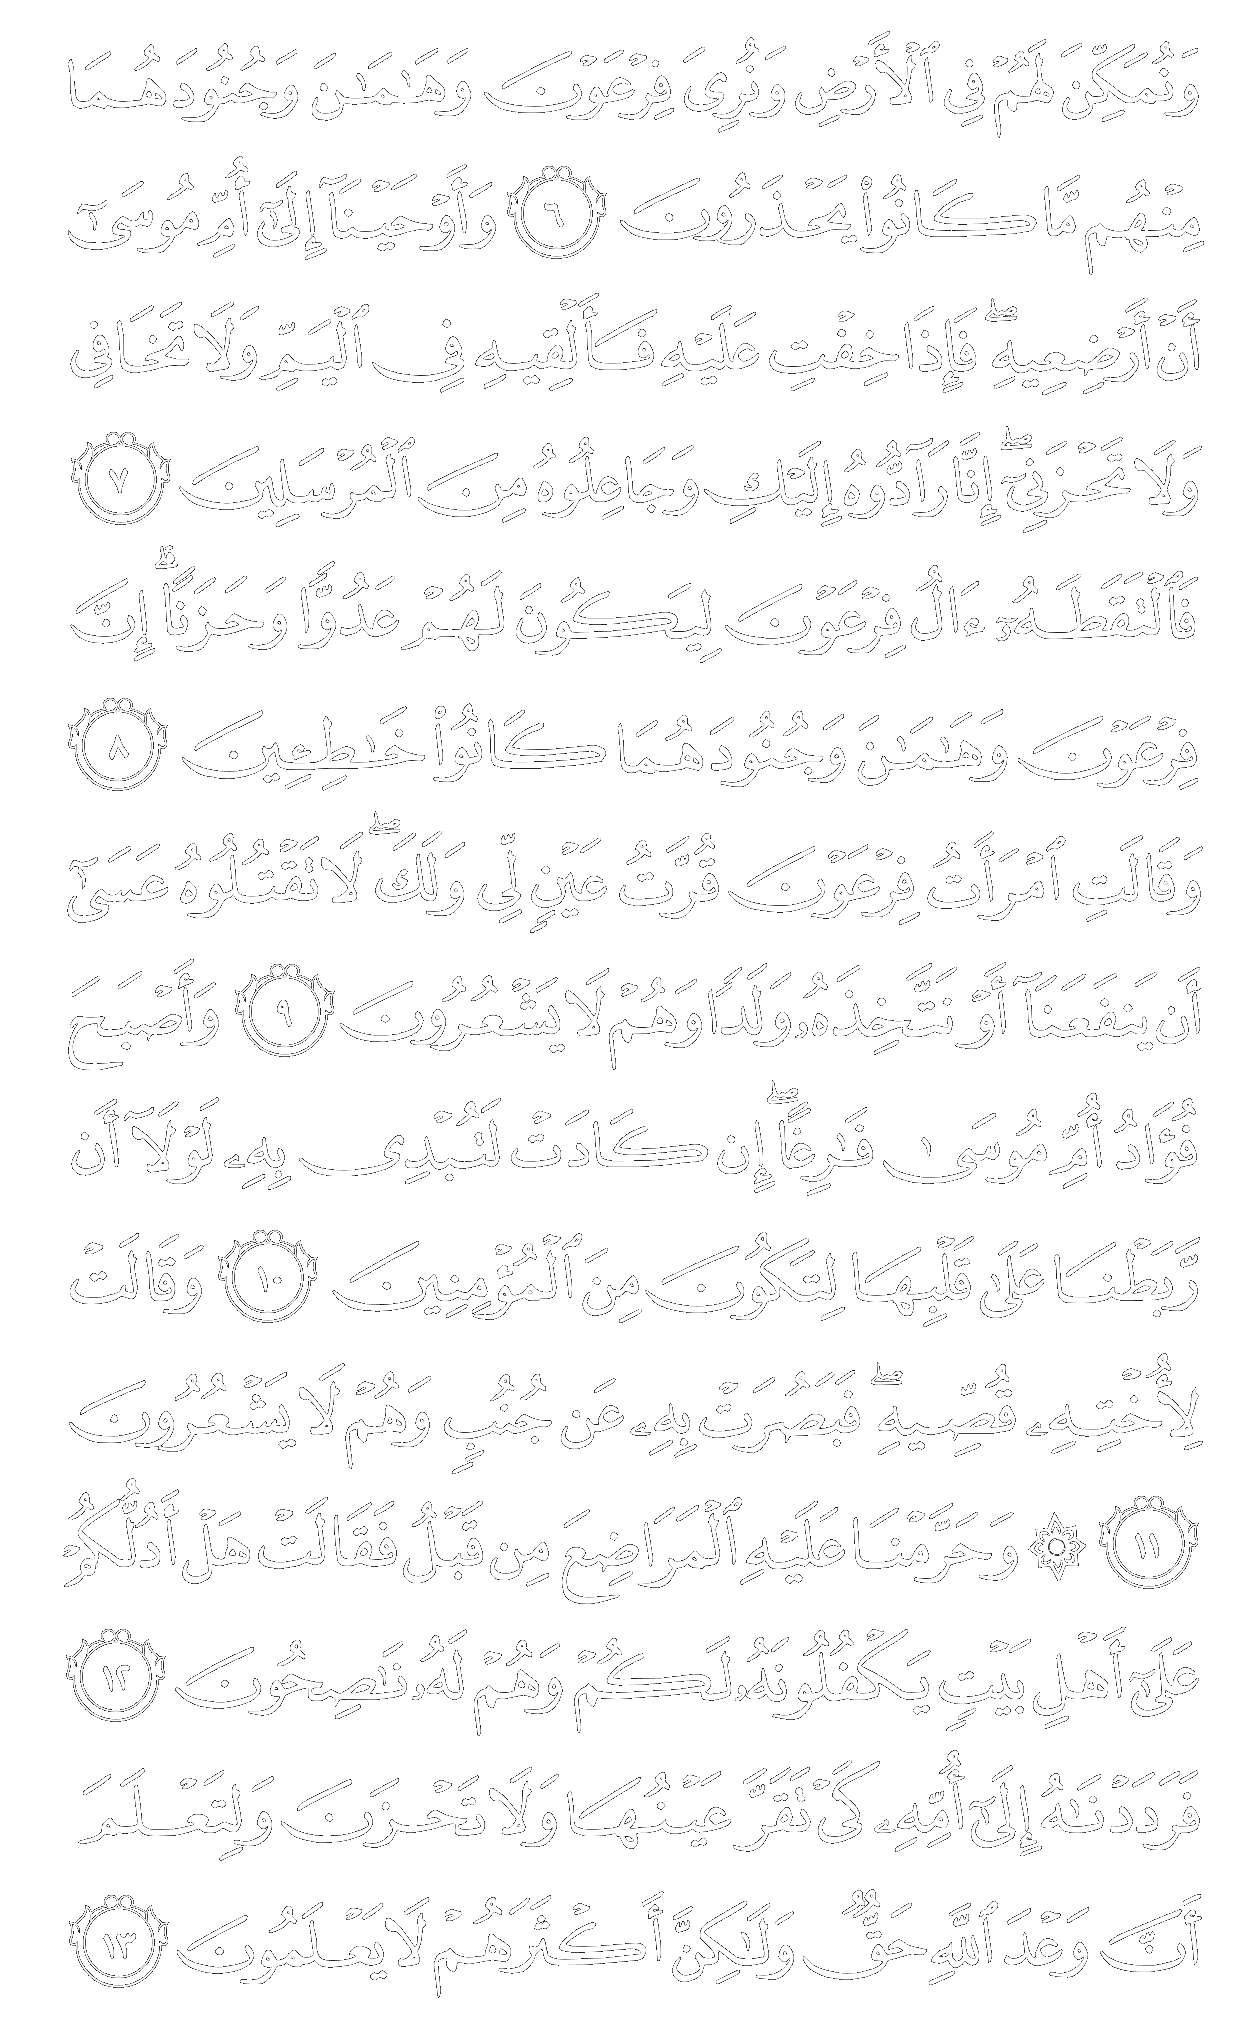 وَنُمَكِّنَ لَهُمْ فِى ٱلْأَرْضِ وَنُرِىَ فِرْعَوْنَ وَهَٰمَٰنَ وَجُنُودَهُمَا
مِنْهُم مَّا كَانُوا۟ يَحْذَرُونَ ٦ وَأَوْحَيْنَآ إِلَىٰٓ أُمِّ مُوسَىٰٓ
أَنْ أَرْضِعِيهِ ۖ فَإِذَا خِفْتِ عَلَيْهِ فَأَلْقِيهِ فِى ٱلْيَمِّ وَلَا تَخَافِى
وَلَا تَحْزَنِىٓ ۖ إِنَّا رَآدُّوهُ إِلَيْكِ وَجَاعِلُوهُ مِنَ ٱلْمُرْسَلِينَ ٧
فَٱلْتَقَطَهُۥٓ ءَالُ فِرْعَوْنَ لِيَكُونَ لَهُمْ عَدُوًّا وَحَزَنًا ۗ إِنَّ
فِرْعَوْنَ وَهَٰمَٰنَ وَجُنُودَهُمَا كَانُوا۟ خَٰطِـِٔينَ ٨
وَقَالَتِ ٱمْرَأَتُ فِرْعَوْنَ قُرَّتُ عَيْنٍ لِّى وَلَكَ ۖ لَا تَقْتُلُوهُ عَسَىٰٓ
أَن يَنفَعَنَآ أَوْ نَتَّخِذَهُۥ وَلَدًا وَهُمْ لَا يَشْعُرُونَ ٩ وَأَصْبَحَ
فُؤَادُ أُمِّ مُوسَىٰ فَٰرِغًا ۖ إِن كَادَتْ لَتُبْدِى بِهِۦ لَوْلَآ أَن
رَّبَطْنَا عَلَىٰ قَلْبِهَا لِتَكُونَ مِنَ ٱلْمُؤْمِنِينَ ١٠ وَقَالَتْ
لِأُخْتِهِۦ قُصِّيهِ ۖ فَبَصُرَتْ بِهِۦ عَن جُنُبٍ وَهُمْ لَا يَشْعُرُونَ
١١ ۞ وَحَرَّمْنَا عَلَيْهِ ٱلْمَرَاضِعَ مِن قَبْلُ فَقَالَتْ هَلْ أَدُلُّكُمْ
عَلَىٰٓ أَهْلِ بَيْتٍ يَكْفُلُونَهُۥ لَكُمْ وَهُمْ لَهُۥ نَٰصِحُونَ ١٢
فَرَدَدْنَٰهُ إِلَىٰٓ أُمِّهِۦ كَىْ تَقَرَّ عَيْنُهَا وَلَا تَحْزَنَ وَلِتَعْلَمَ
أَنَّ وَعْدَ ٱللَّهِ حَقٌّ وَلَٰكِنَّ أَكْثَرَهُمْ لَا يَعْلَمُونَ ١٣